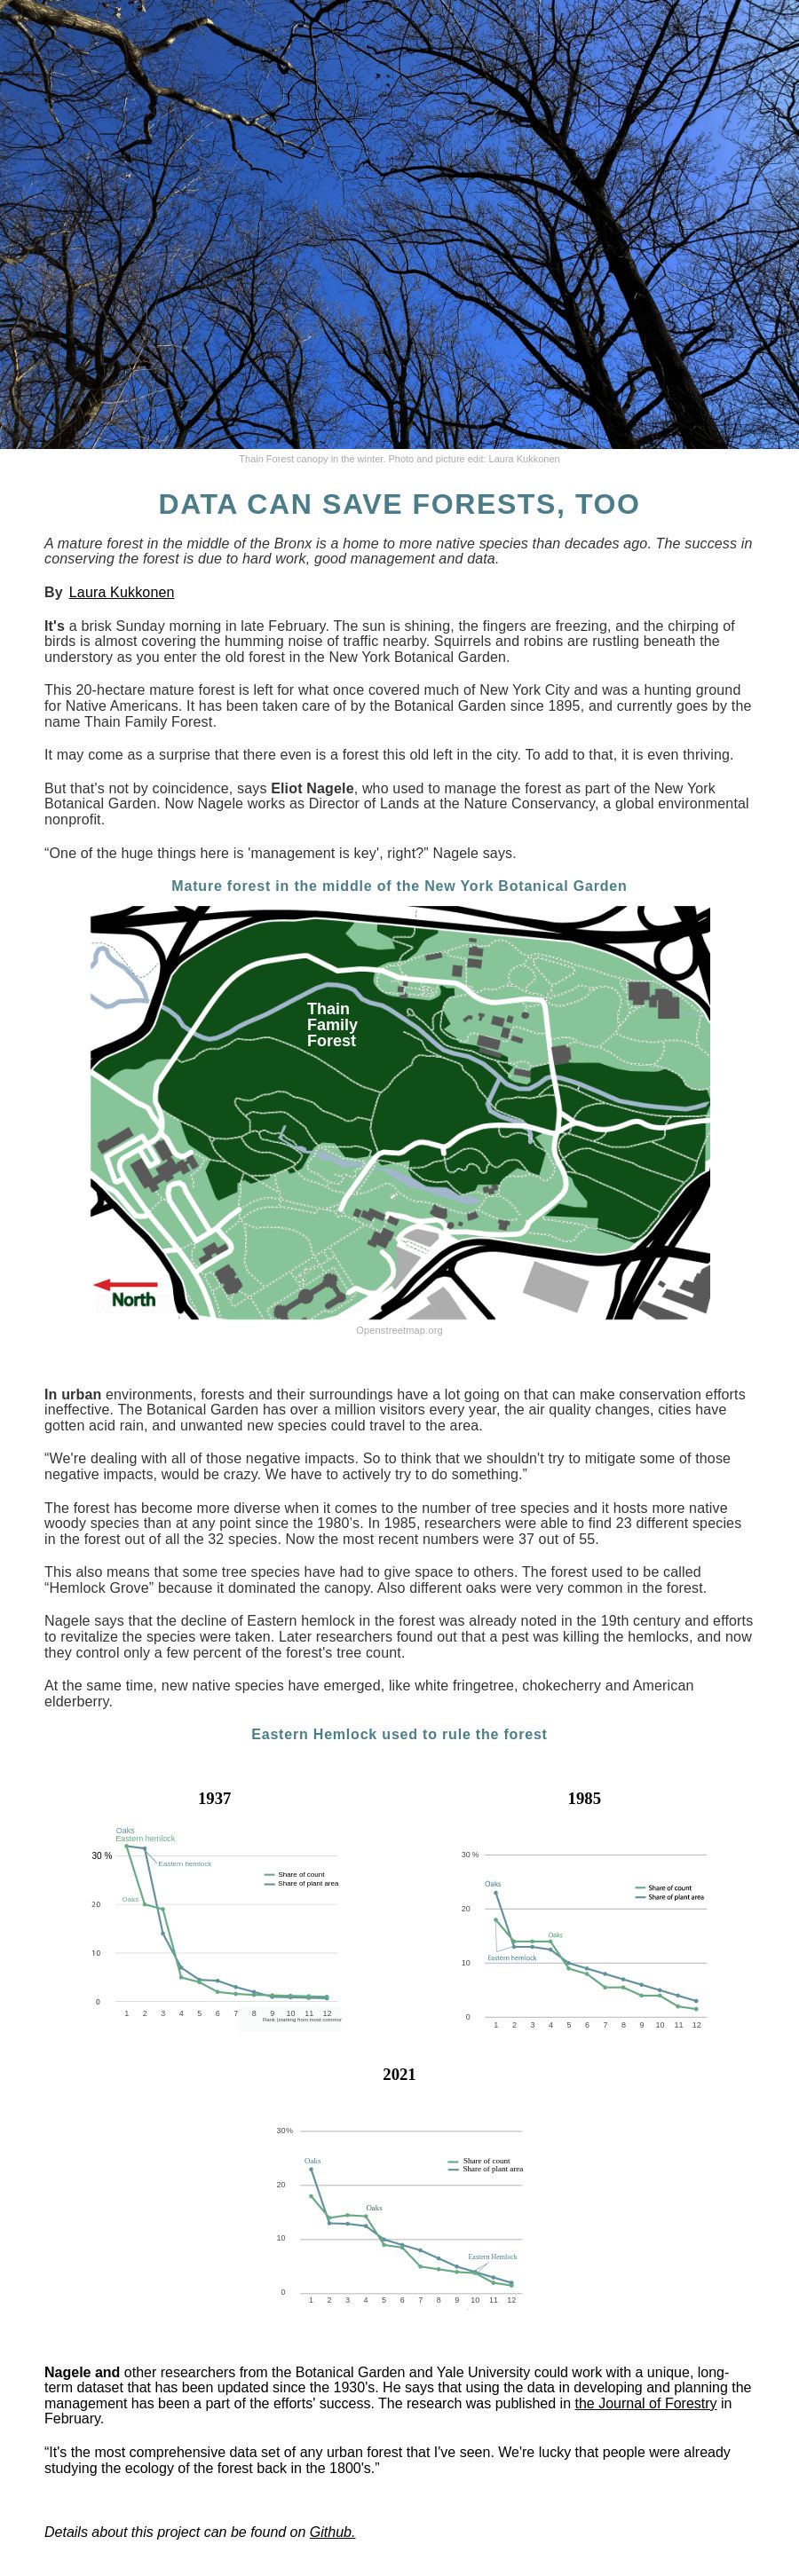 Thain Forest canopy in the winter. Photo and picture edit: Laura Kukkonen
DATA CAN SAVE FORESTS, TOO
A mature forest in the middle of the Bronx is a home to more native species than decades ago. The success in
conserving the forest is due to hard work, good management and data.
By Laura Kukkonen
It's a brisk Sunday morning in late February. The sun is shining, the fingers are freezing, and the chirping of
birds is almost covering the humming noise of traffic nearby. Squirrels and robins are rustling beneath the
understory as you enter the old forest in the New York Botanical Garden.
This 20-hectare mature forest is left for what once covered much of New York City and was a hunting ground
for Native Americans. It has been taken care of by the Botanical Garden since 1895, and currently goes by the
name Thain Family Forest.
It may come as a surprise that there even is a forest this old left in the city. To add to that, it is even thriving.
But that's not by coincidence, says Eliot Nagele, who used to manage the forest as part of the New York
Botanical Garden. Now Nagele works as Director of Lands at the Nature Conservancy, a global environmental
nonprofit.
“One of the huge things here is 'management is key', right?” Nagele says.
Mature forest in the middle of the New York Botanical Garden
Thain
Family
Forest
North
Openstreetmap.org
In urban environments, forests and their surroundings have a lot going on that can make conservation efforts
ineffective. The Botanical Garden has over a million visitors every year, the air quality changes, cities have
gotten acid rain, and unwanted new species could travel to the area.
“We're dealing with all of those negative impacts. So to think that we shouldn't try to mitigate some of those
negative impacts, would be crazy. We have to actively try to do something.”
The forest has become more diverse when it comes to the number of tree species and it hosts more native
woody species than at any point since the 1980's. In 1985, researchers were able to find 23 different species
in the forest out of all the 32 species. Now the most recent numbers were 37 out of 55.
This also means that some tree species have had to give space to others. The forest used to be called
“Hemlock Grove” because it dominated the canopy. Also different oaks were very common in the forest.
Nagele says that the decline of Eastern hemlock in the forest was already noted in the 19th century and efforts
to revitalize the species were taken. Later researchers found out that a pest was killing the hemlocks, and now
they control only a few percent of the forest's tree count.
At the same time, new native species have emerged, like white fringetree, chokecherry and American
elderberry.
Eastern Hemlock used to rule the forest
1937
Oaks
Eastern hemlock
30 %
Eastern hemlock
Share of count
Share of plant area
Oaks
20
10
0
1 2 3 4 5 6 7 8 9 10 11 12
Rank (starting from most common
1985
30 %
Oaks
Share of count
Share of plant area
20
Oaks
Eastern hemlock
10
0
1 2 3 4 5 6 7 8 9 10 11 12
2021
30%
Oaks
Share of count
Share of plant area
20
Oaks
10
Eastern Hemlock
0
1 2 3 4 5 6 7 8 9 10 11 12
Nagele and other researchers from the Botanical Garden and Yale University could work with a unique, long-
term dataset that has been updated since the 1930's. He says that using the data in developing and planning the
management has been a part of the efforts' success. The research was published in the Journal of Forestry in
February.
“It's the most comprehensive data set of any urban forest that I've seen. We're lucky that people were already
studying the ecology of the forest back in the 1800's.”
Details about this project can be found on Github.